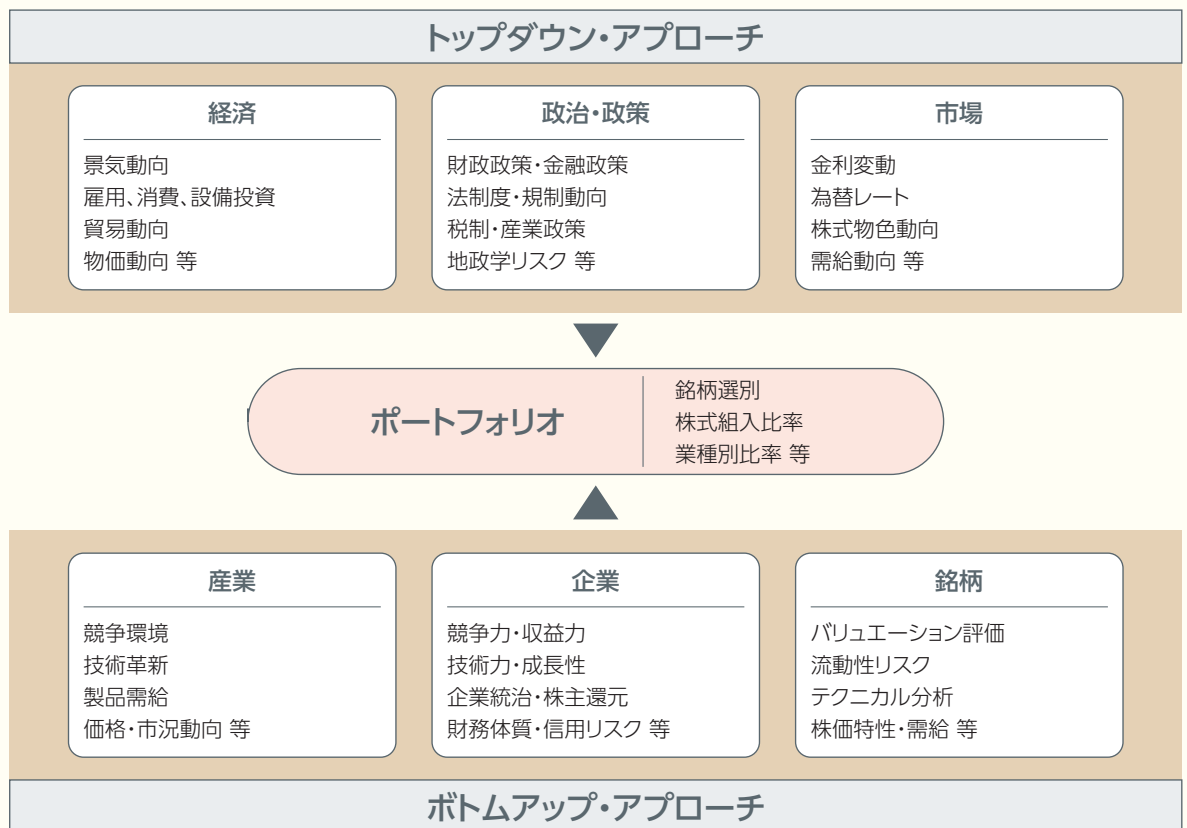 トップダウン・アプローチ
経済
景気動向
雇用、消費、設備投資
貿易動向
物価動向 等
政治・政策
財政政策・金融政策
法制度・規制動向
税制・産業政策
地政学リスク 等
市場
金利変動
為替レート
株式物色動向
需給動向 等
ポートフォリオ
銘柄選別
株式組入比率
業種別比率 等
産業
競争環境
技術革新
製品需給
価格・市況動向 等
企業
競争力・収益力
技術力・成長性
企業統治・株主還元
財務体質・信用リスク 等
銘柄
バリュエーション評価
流動性リスク
テクニカル分析
株価特性・需給 等
ボトムアップ・アプローチ